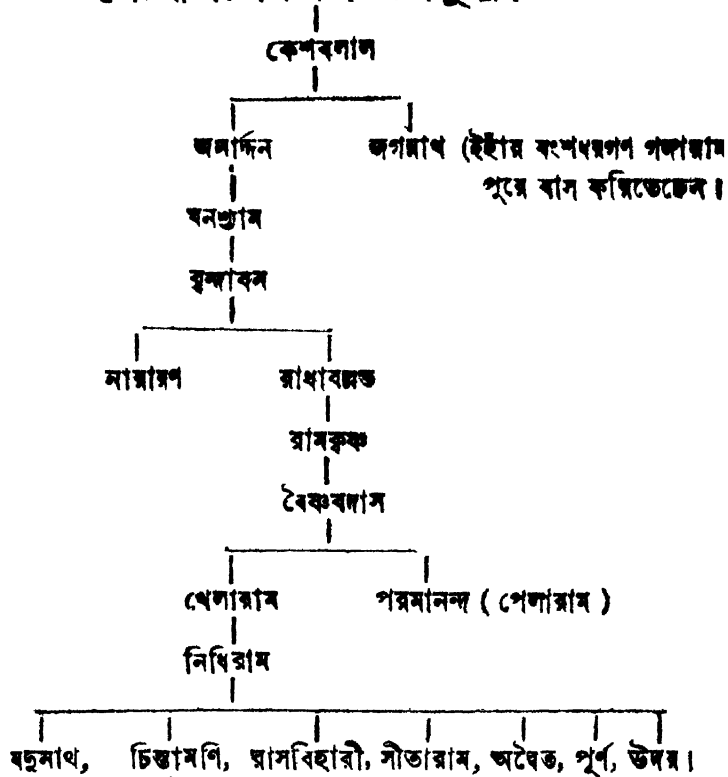 কেশবলাল
জনার্দ্দন জগন্নাথ (ইহাঁর বংশধরগণ গঙ্গারাম
পুরে বাস করিতেছেন।
ঘনশ্যাম
বৃন্দাবন
নারায়ণ রাধাবল্লভ
রামকৃষ্ণ
বৈষ্ণবদাস
খেলারাম পরমানন্দ ( পেলারাম )
নিধিরাম
যদুনাথ, চিন্তামণি, রাসবিহারী, সীতারাম, অদ্বৈত, পূর্ণ, উদয়।